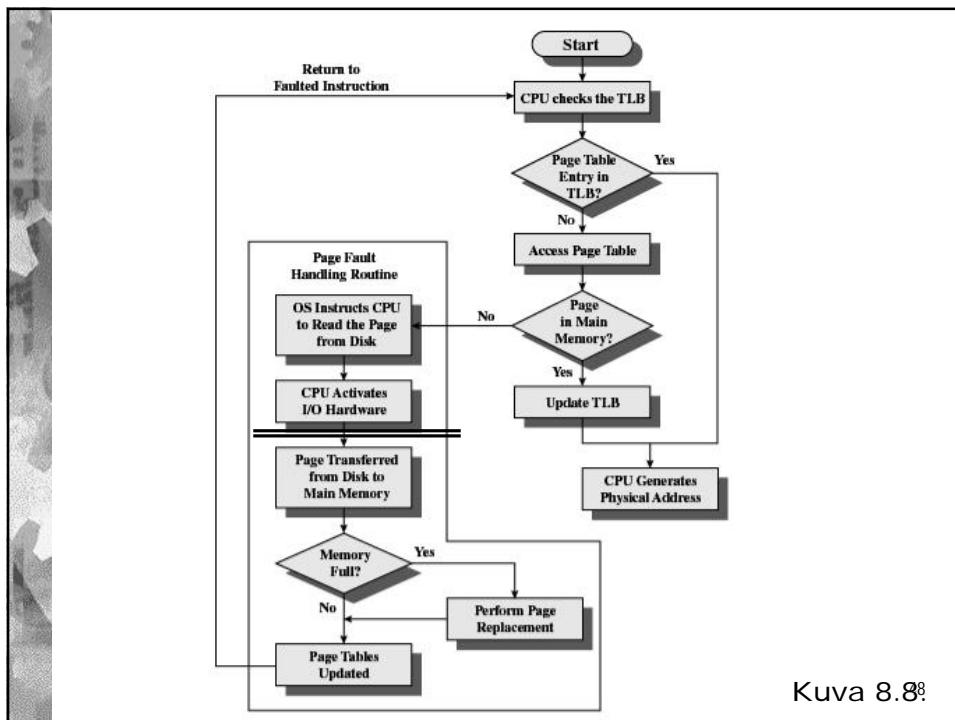 Start
Return to
Faulted Instruction
CPU checks the TLB
Page Table
Entry in
TLB?
Yes
No
Access Page Table
Page Fault
Handling Routine
OS Instructs CPU
to Read the Page
from Disk
No
Page
in Main
Memory?
Yes
CPU Activates
I/O Hardware
Update TLB
Page Transferred
from Disk to
Main Memory
CPU Generates
Physical Address
Memory
Full?
Yes
No
Perform Page
Replacement
Page Tables
Updated
Kuva 8.8.